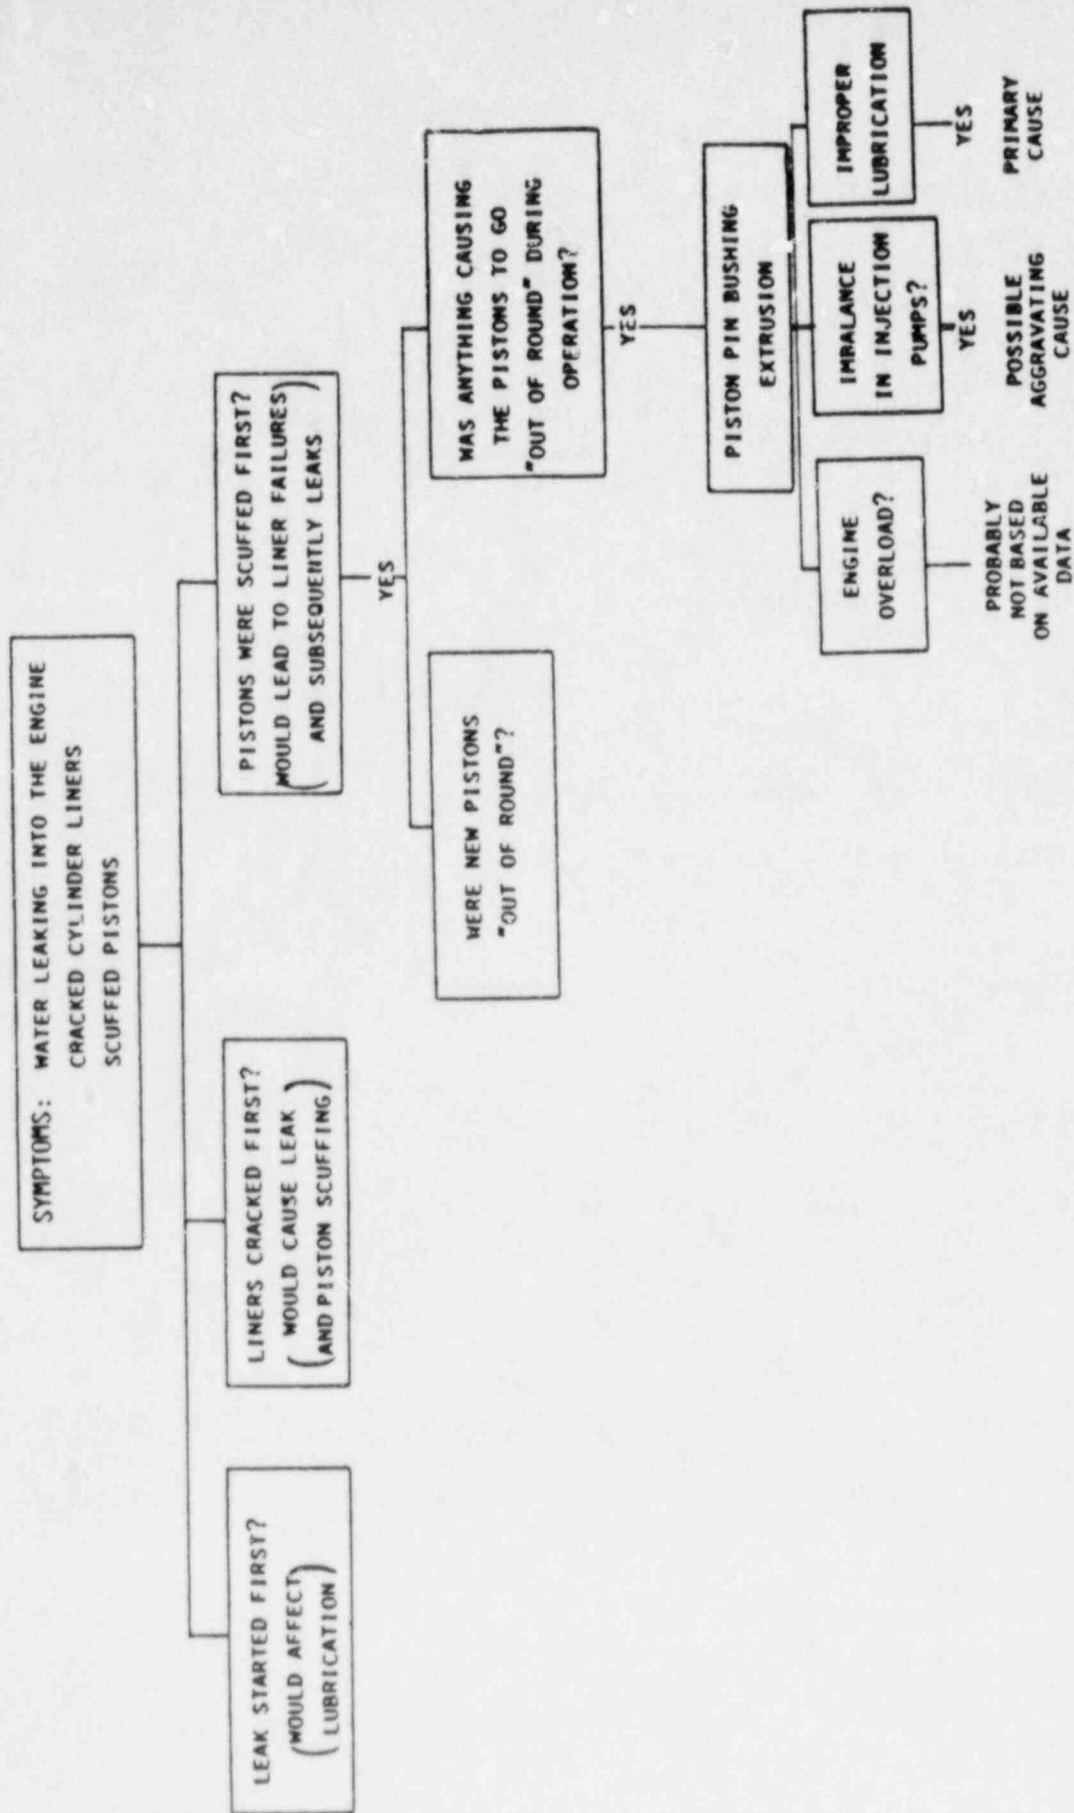 SYMPTOMS: WATER LEAKING INTO THE ENGINE
CRACKED CYLINDER LINERS
SCUFFED PISTONS
LEAK STARTED FIRST?
(WOULD AFFECT)
(LUBRICATION)
LINERS CRACKED FIRST?
(WOULD CAUSE LEAK)
(AND PISTON SCUFFING)
PISTONS WERE SCUFFED FIRST?
(WOULD LEAD TO LINER FAILURES)
(AND SUBSEQUENTLY LEAKS)
YES
WERE NEW PISTONS
"OUT OF ROUND"?
WAS ANYTHING CAUSING
THE PISTONS TO GO
"OUT OF ROUND" DURING
OPERATION?
YES
PISTON PIN BUSHING
EXTRUSION
ENGINE
OVERLOAD?
PROBABLY
NOT BASED
ON AVAILABLE
DATA
IMBALANCE
IN INJECTION
PUMPS?
YES
POSSIBLE
AGGRAVATING
CAUSE
IMPROPER
LUBRICATION
YES
PRIMARY
CAUSE